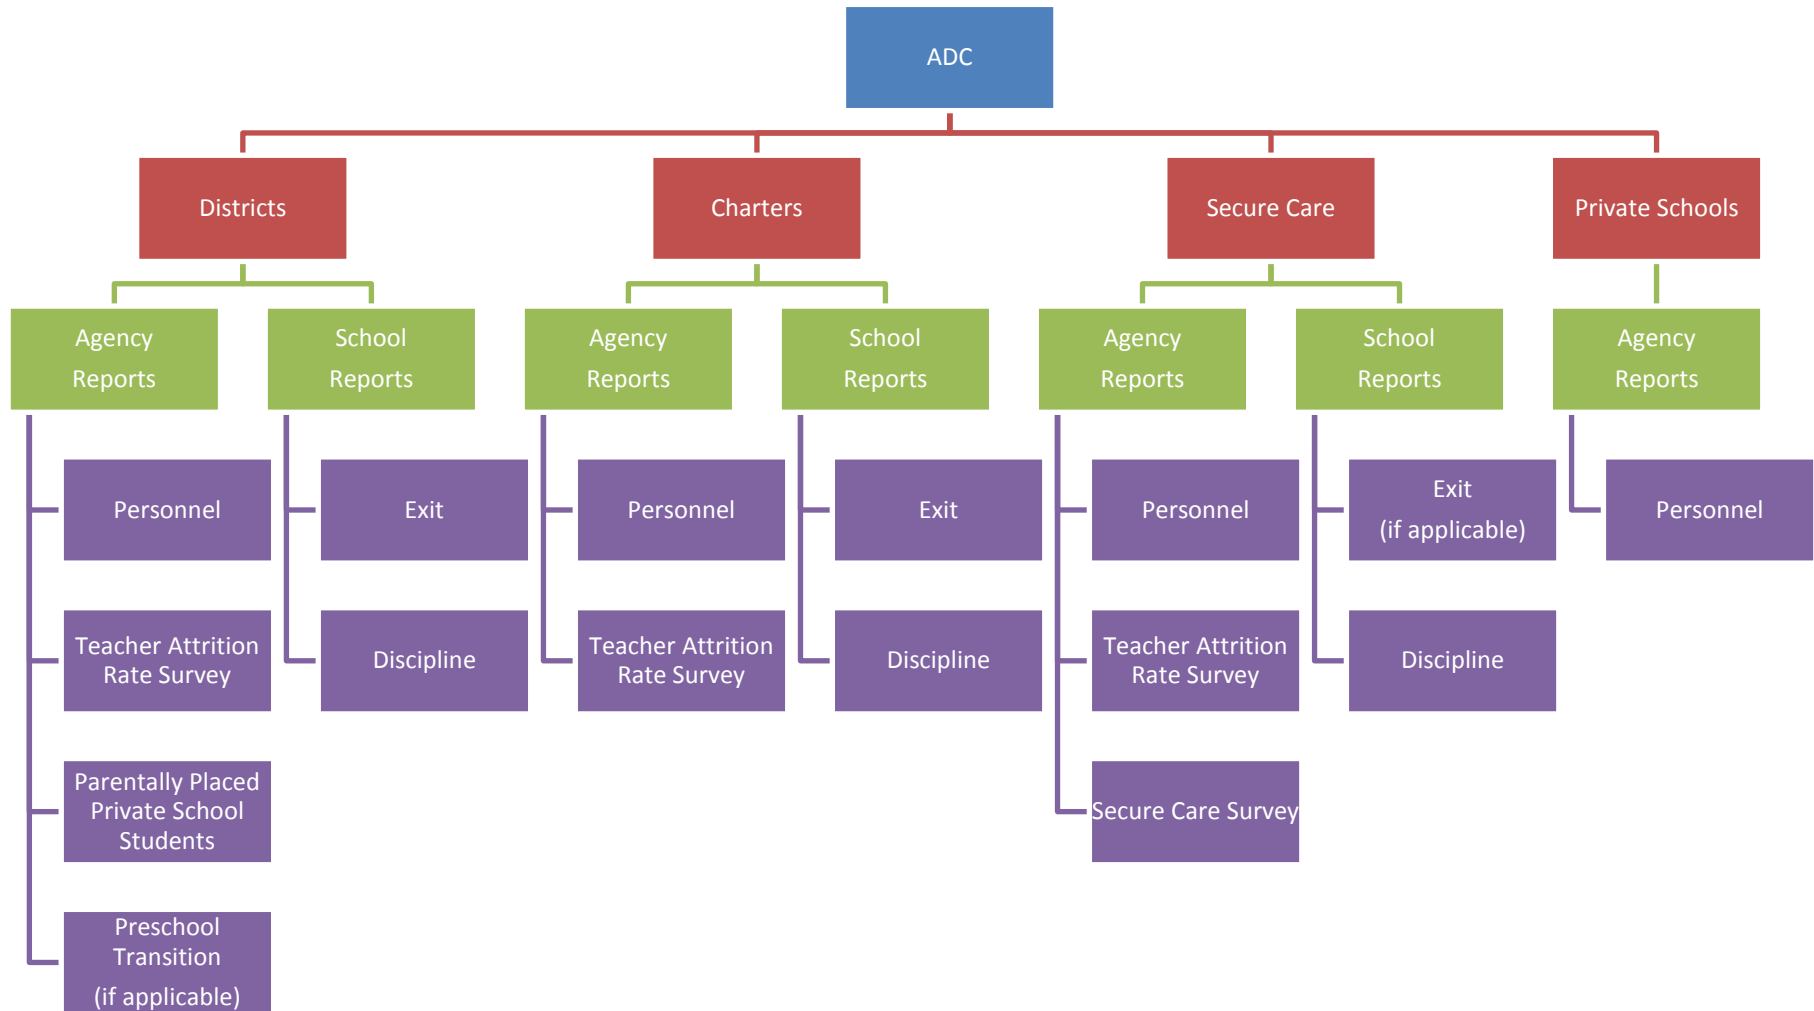 ADC
Districts
Charters
Secure Care
Private Schools
Agency
Reports
School
Reports
Agency
Reports
School
Reports
Agency
Reports
School
Reports
Agency
Reports
Personnel
Exit
Personnel
Exit
Personnel
Exit
(if applicable)
Personnel
Teacher Attrition
Rate Survey
Discipline
Teacher Attrition
Rate Survey
Discipline
Teacher Attrition
Rate Survey
Discipline
Parentally Placed
Private School
Students
Secure Care Survey
Preschool
Transition
(if applicable)